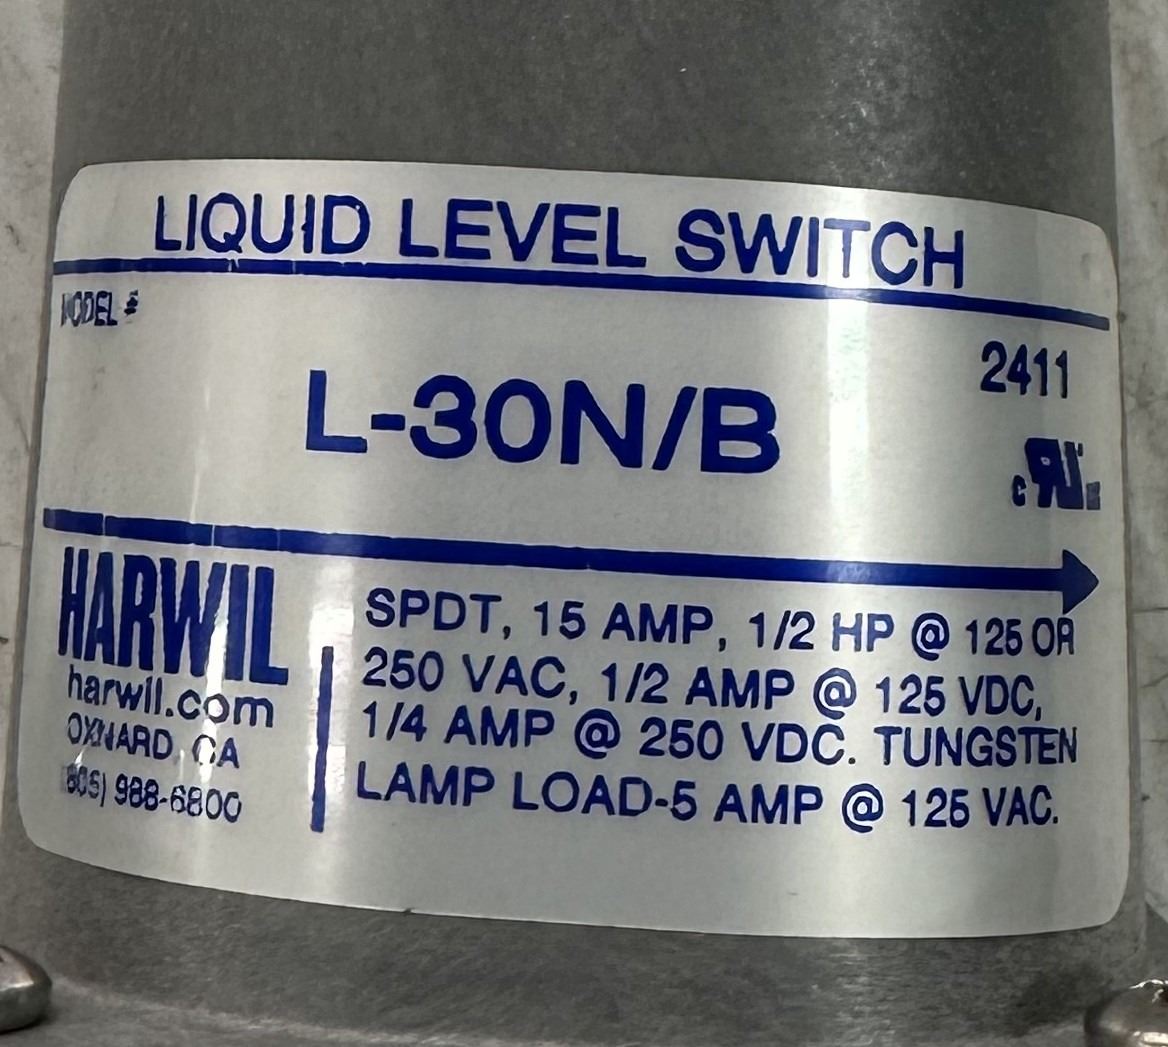 LIQUID LEVEL SWITCH
MODEL #
2411
L-30N/B
HARWIL
harwil.com
OXNARD, CA
(805) 988-6800
SPDT, 15 AMP, 1/2 HP @ 125 OR
250 VAC, 1/2 AMP @ 125 VDC,
1/4 AMP @ 250 VDC. TUNGSTEN
LAMP LOAD-5 AMP @ 125 VAC.